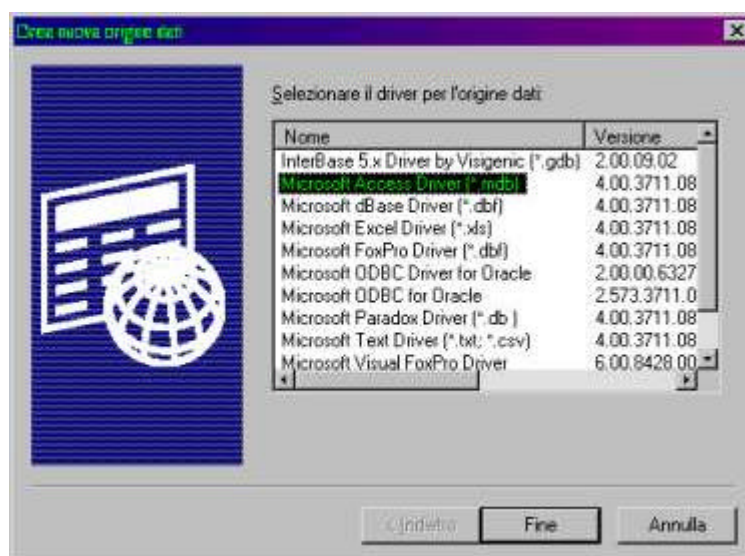 Crea nuova origine dati
Selezionare il driver per l'origine dati:
Nome Versione
InterBase 5.x Driver by Visigenic (*.gdb) 2.00.09.02
Microsoft Access Driver (*.mdb) 4.00.3711.08
Microsoft dBase Driver (*.dbf) 4.00.3711.08
Microsoft Excel Driver (*.xls) 4.00.3711.08
Microsoft FoxPro Driver (*.dbf) 4.00.3711.08
Microsoft ODBC Driver for Oracle 2.00.00.6327
Microsoft ODBC for Oracle 2.573.3711.0
Microsoft Paradox Driver (*.db ) 4.00.3711.08
Microsoft Text Driver (*.txt; *.csv) 4.00.3711.08
Microsoft Visual FoxPro Driver 6.00.8428.00
< Indietro Fine Annulla